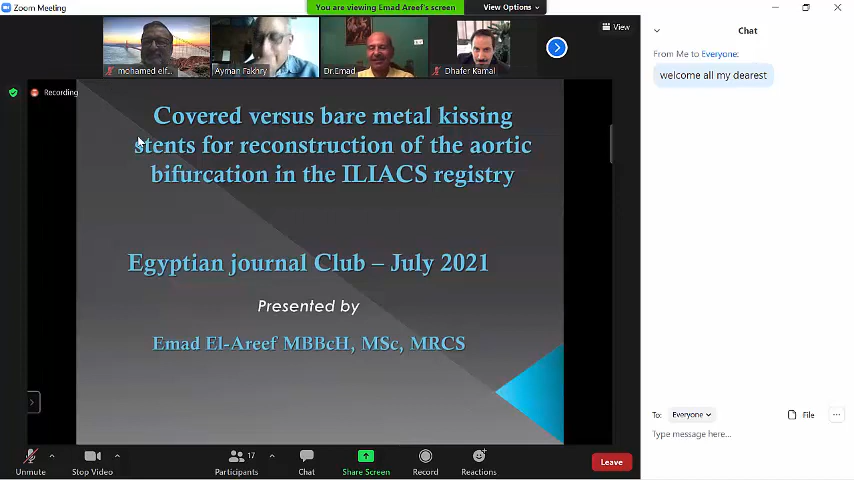 Zoom Meeting
You are viewing Emad Areef's screen
View Options
View
mohamed elf...
Ayman Fakhry
Dr.Emad
Dhafer Kamal
Recording
Covered versus bare metal kissing
stents for reconstruction of the aortic
bifurcation in the ILIACS registry
Egyptian journal Club – July 2021
Presented by
Emad El-Areef MBBcH, MSc, MRCS
Unmute
Stop Video
Participants
17
Chat
Share Screen
Record
Reactions
Leave
Chat
From Me to Everyone:
welcome all my dearest
To: Everyone
File
...
Type message here...